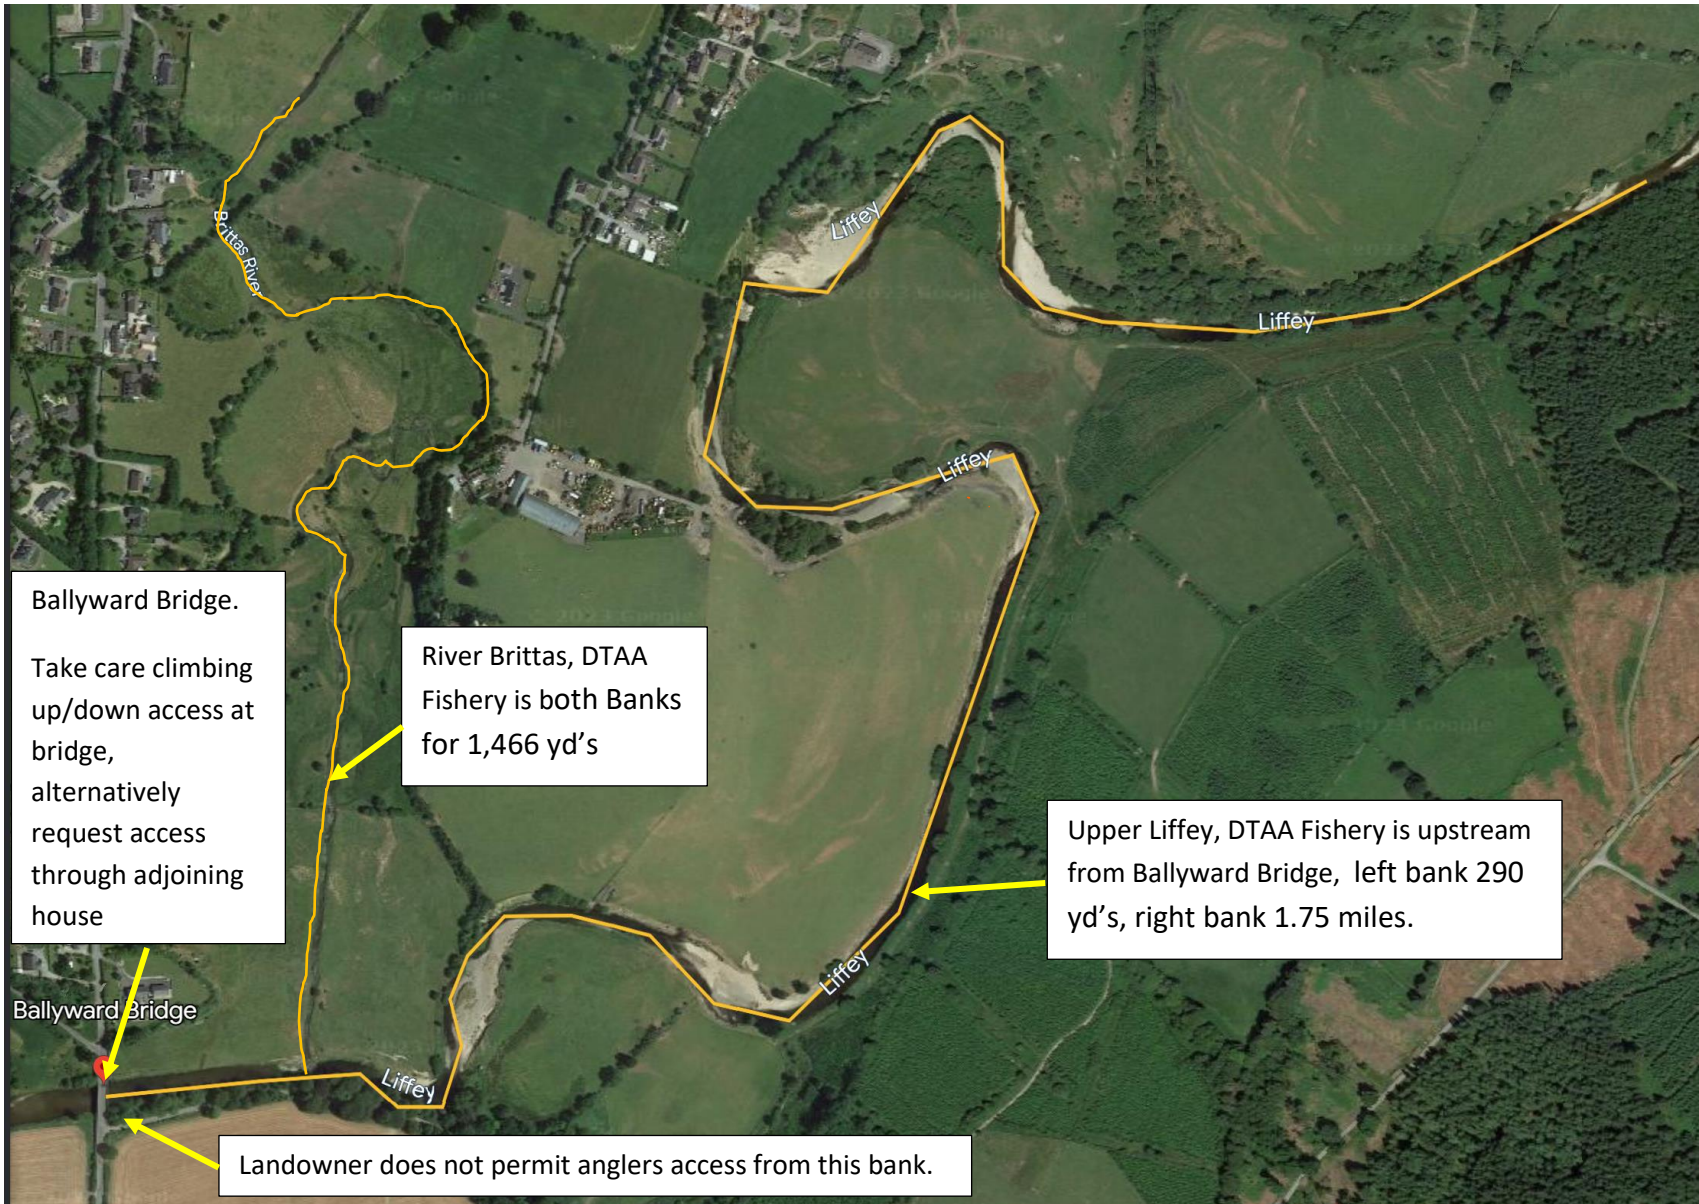 Liffey
Brittas River
Liffey
Liffey
Ballyward Bridge.
Take care climbing
up/down access at
bridge,
alternatively
request access
through adjoining
house
River Brittas, DTAA
Fishery is both Banks
for 1,466 yd’s
Upper Liffey, DTAA Fishery is upstream
from Ballyward Bridge,  left bank 290
yd’s, right bank 1.75 miles.
Liffey
Ballyward Bridge
Liffey
Landowner does not permit anglers access from this bank.